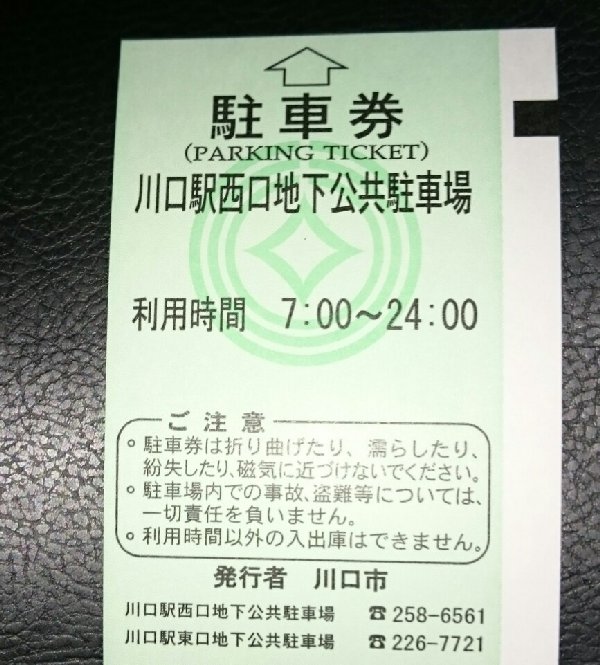 駐車券
(PARKING TICKET)
川口駅西口地下公共駐車場
利用時間 7:00～24:00
ご注意
○駐車券は折り曲げたり、濡らしたり、
紛失したり、磁気に近づけないでください。
○駐車場内での事故、盗難等については、
一切責任を負いません。
○利用時間以外の入出庫はできません。
発行者 川口市
川口駅西口地下公共駐車場 ☎258-6561
川口駅東口地下公共駐車場 ☎226-7721